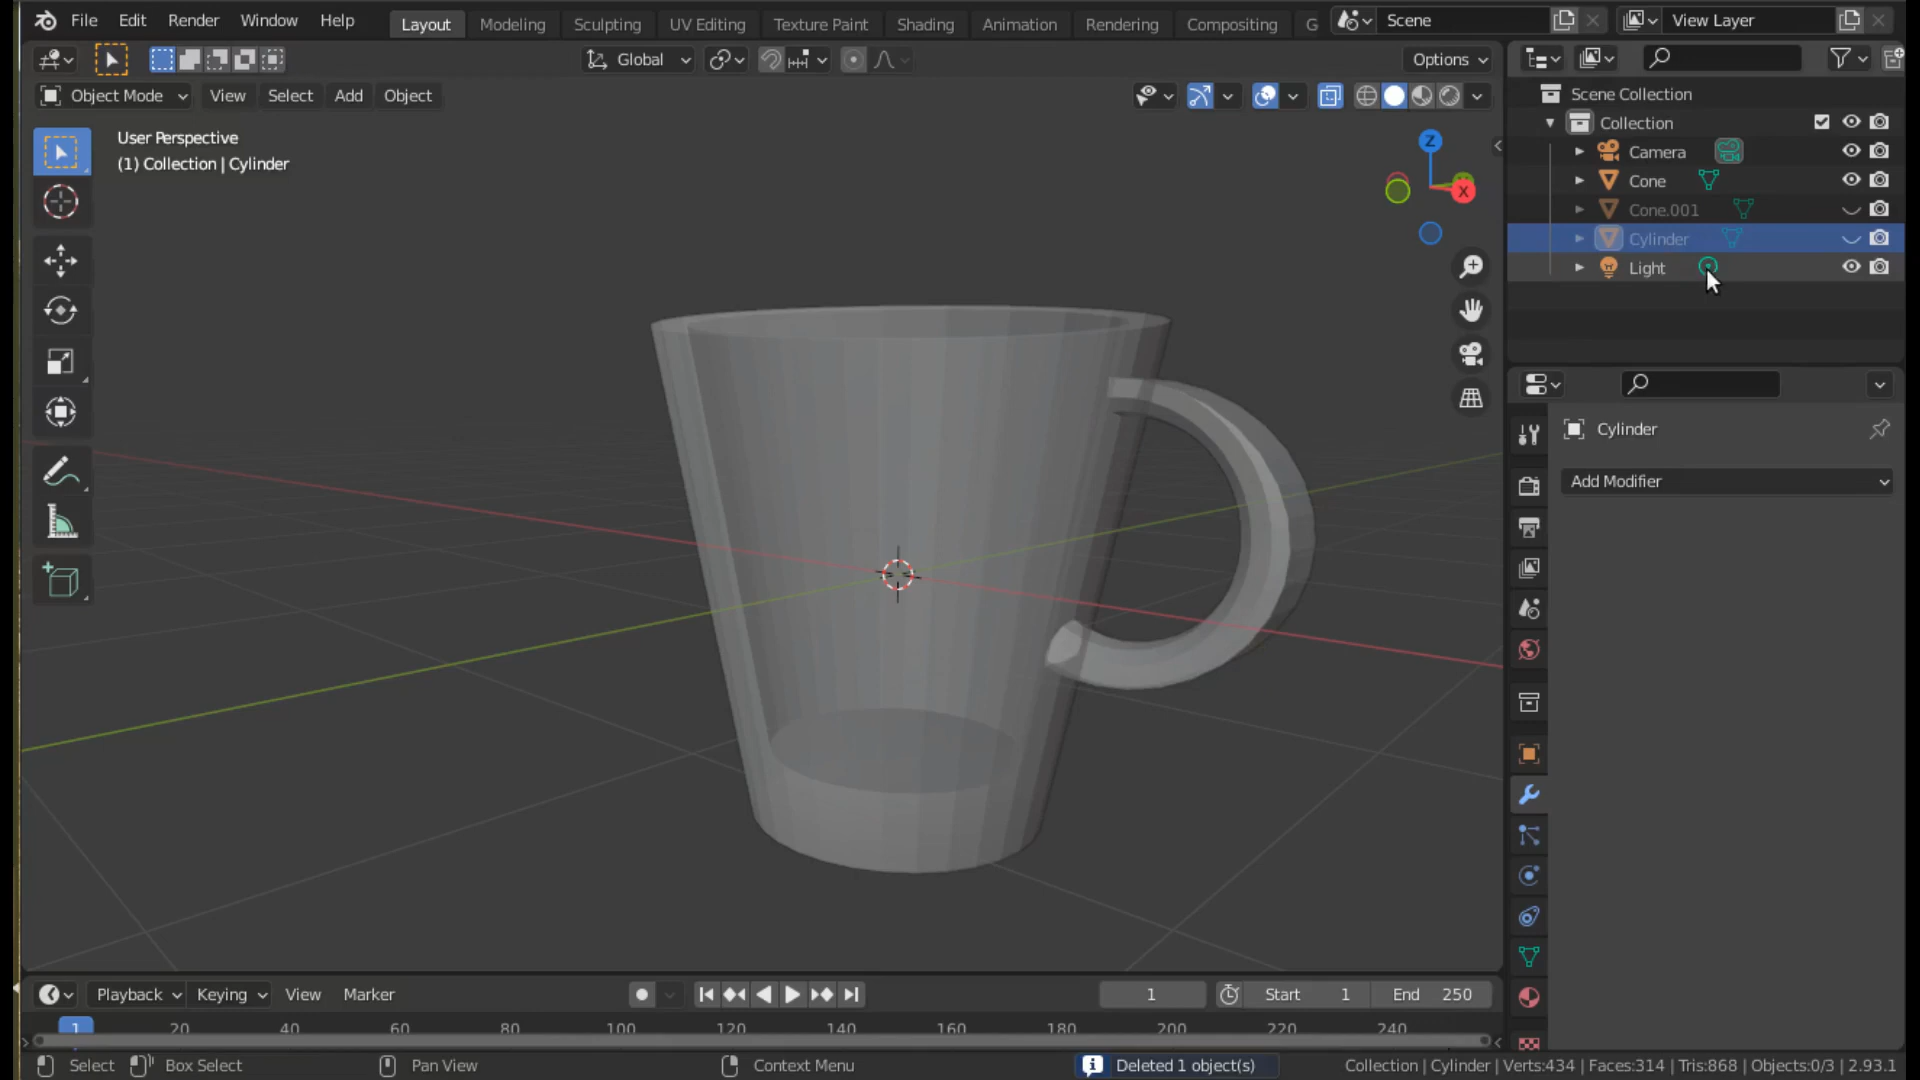 File Edit Render Window Help Layout Modeling Sculpting UV Editing Texture Paint Shading Animation Rendering Compositing G Scene View Layer
Global Options
Object Mode View Select Add Object
User Perspective
(1) Collection | Cylinder
Z
X
Scene Collection
Collection
Camera
Cone
Cone.001
Cylinder
Light
Cylinder
Add Modifier
Playback Keying View Marker 1 Start 1 End 250
1 20 40 60 80 100 120 140 160 180 200 220 240
Select Box Select Pan View Context Menu Deleted 1 object(s) Collection | Cylinder | Verts:434 | Faces:314 | Tris:868 | Objects:0/3 | 2.93.1